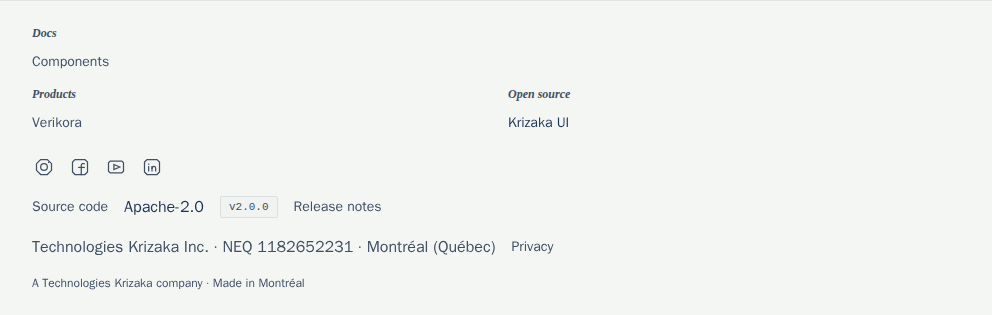 Docs
Components
Products
Verikora
Open source
Krizaka UI
Source code Apache-2.0 v2.0.0 Release notes
Technologies Krizaka Inc. · NEQ 1182652231 · Montréal (Québec) Privacy
A Technologies Krizaka company · Made in Montréal